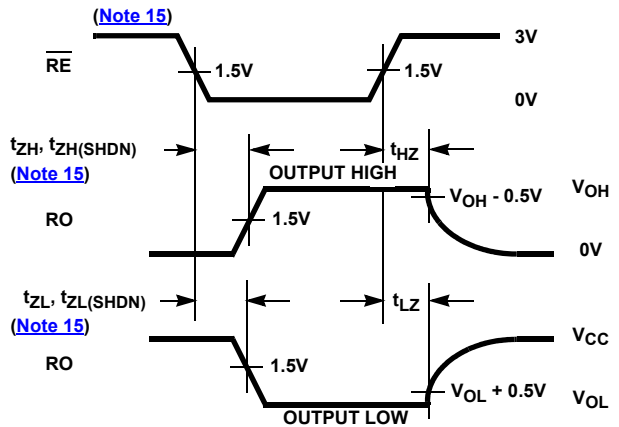 (Note 15)
RE
1.5V
1.5V
3V
0V
tZH, tZH(SHDN)
(Note 15)
RO
tHZ
OUTPUT HIGH
1.5V
VOH - 0.5V
VOH
0V
tZL, tZL(SHDN)
(Note 15)
RO
tLZ
1.5V
OUTPUT LOW
VCC
VOL + 0.5V
VOL